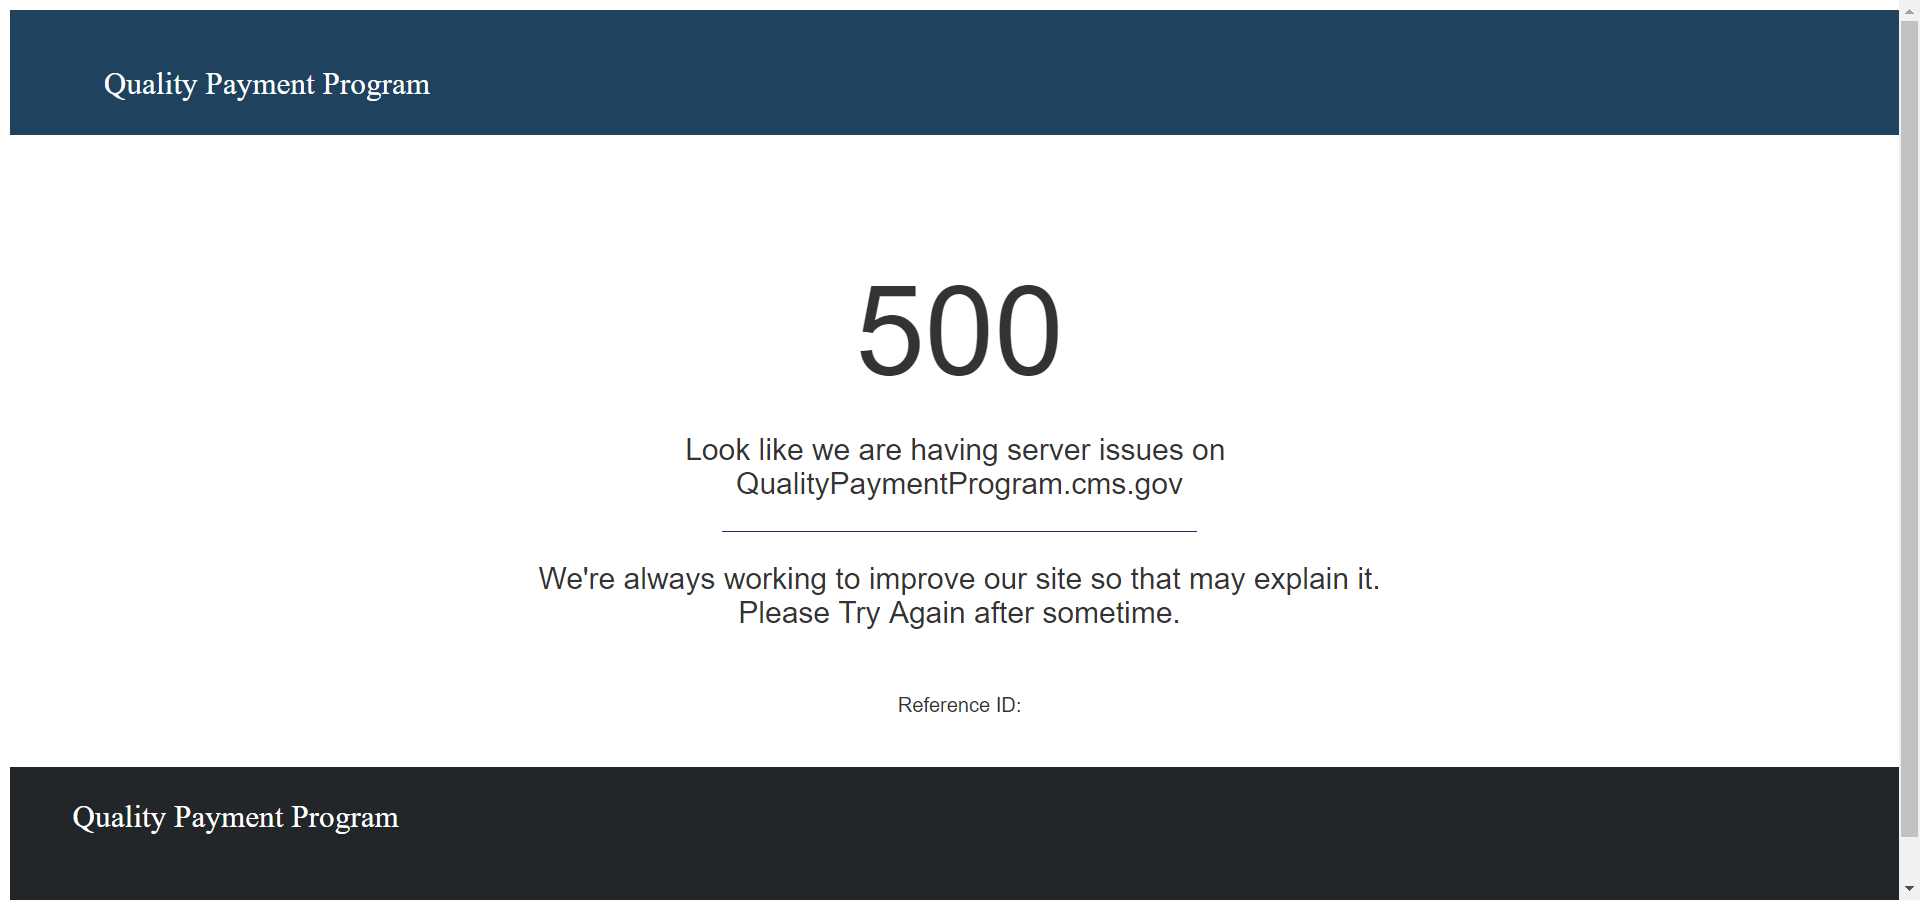 Quality Payment Program
500
Look like we are having server issues on
QualityPaymentProgram.cms.gov
We're always working to improve our site so that may explain it.
Please Try Again after sometime.
Reference ID:
Quality Payment Program